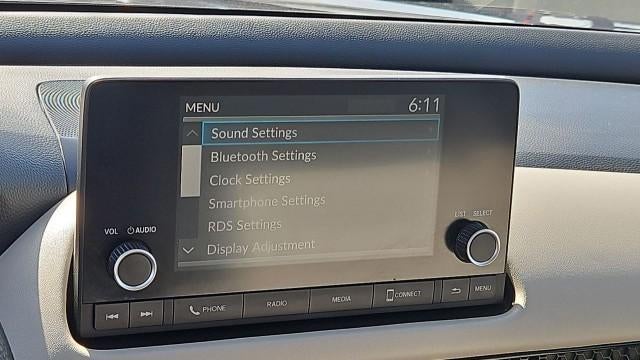 MENU 6:11
Sound Settings
Bluetooth Settings
Clock Settings
Smartphone Settings
RDS Settings
Display Adjustment
VOL AUDIO
LIST SELECT
PHONE RADIO MEDIA CONNECT MENU